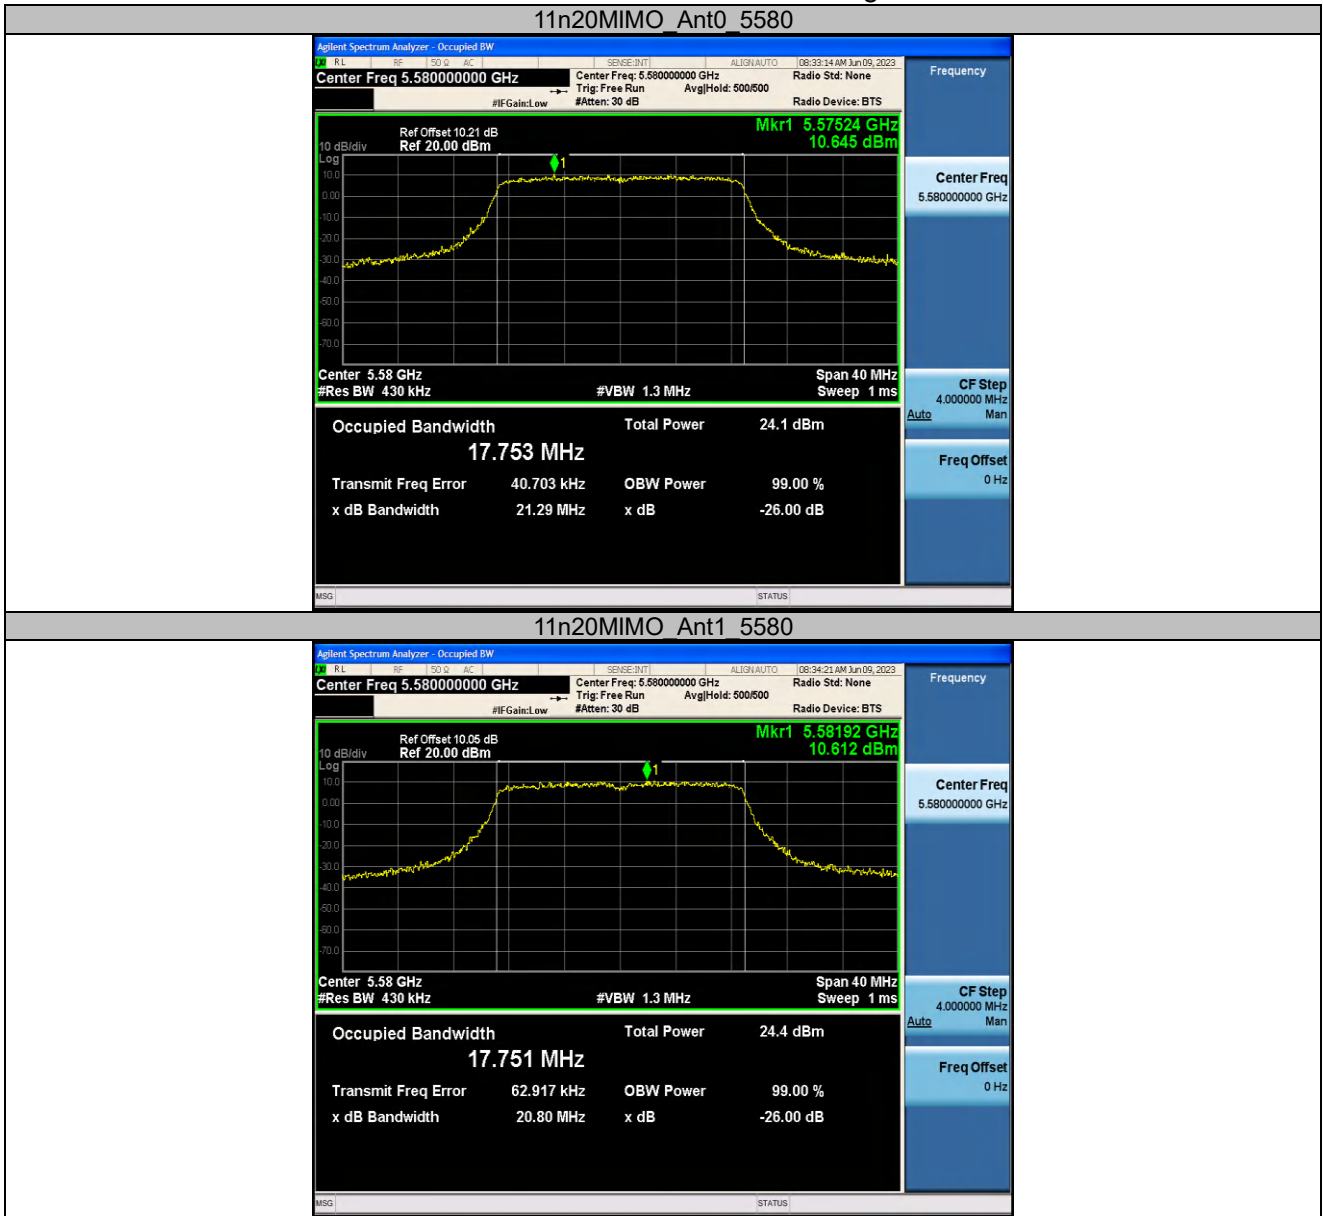 11n20MIMO_Ant0_5580
Agilent Spectrum Analyzer - Occupied BW
RL RF 50 Ω AC SENSE:INT ALIGN AUTO 08:33:14 AM Jun 09, 2023
Center Freq 5.580000000 GHz
Center Freq: 5.580000000 GHz Radio Std: None
Trig: Free Run Avg|Hold: 500/500
#IFGain:Low #Atten: 30 dB Radio Device: BTS
Frequency
Mkr1 5.57524 GHz
10.645 dBm
Ref Offset 10.21 dB
10 dB/div Ref 20.00 dBm
Log
1
10.0
0.00
-10.0
-20.0
-30.0
-40.0
-50.0
-60.0
-70.0
Center 5.58 GHz Span 40 MHz
#Res BW 430 kHz #VBW 1.3 MHz Sweep 1 ms
Center Freq
5.580000000 GHz
CF Step
4.000000 MHz
Auto Man
Freq Offset
0 Hz
Occupied Bandwidth Total Power 24.1 dBm
17.753 MHz
Transmit Freq Error 40.703 kHz OBW Power 99.00 %
x dB Bandwidth 21.29 MHz x dB -26.00 dB
MSG STATUS
11n20MIMO_Ant1_5580
Agilent Spectrum Analyzer - Occupied BW
RL RF 50 Ω AC SENSE:INT ALIGN AUTO 08:34:21 AM Jun 09, 2023
Center Freq 5.580000000 GHz
Center Freq: 5.580000000 GHz Radio Std: None
Trig: Free Run Avg|Hold: 500/500
#IFGain:Low #Atten: 30 dB Radio Device: BTS
Frequency
Mkr1 5.58192 GHz
10.612 dBm
Ref Offset 10.05 dB
10 dB/div Ref 20.00 dBm
Log
1
10.0
0.00
-10.0
-20.0
-30.0
-40.0
-50.0
-60.0
-70.0
Center 5.58 GHz Span 40 MHz
#Res BW 430 kHz #VBW 1.3 MHz Sweep 1 ms
Center Freq
5.580000000 GHz
CF Step
4.000000 MHz
Auto Man
Freq Offset
0 Hz
Occupied Bandwidth Total Power 24.4 dBm
17.751 MHz
Transmit Freq Error 62.917 kHz OBW Power 99.00 %
x dB Bandwidth 20.80 MHz x dB -26.00 dB
MSG STATUS